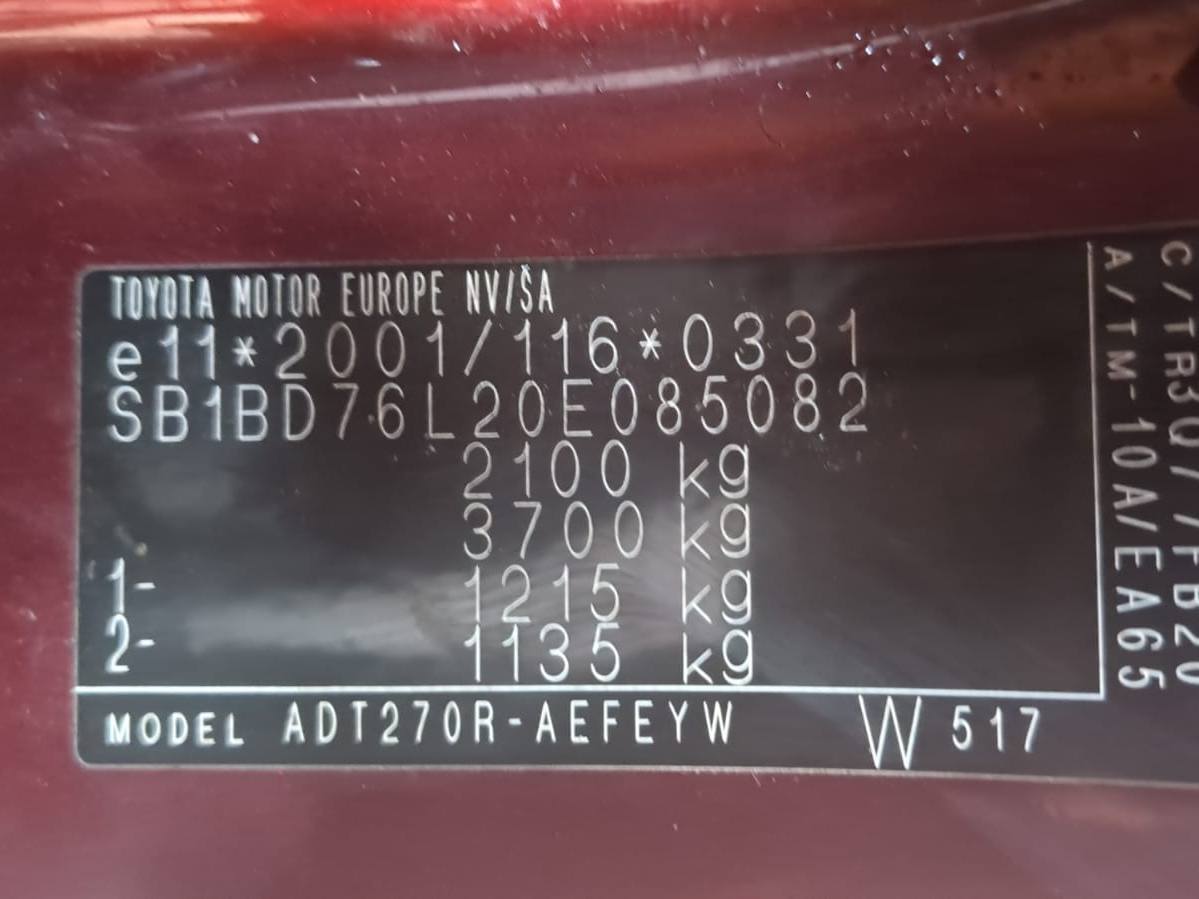 TOYOTA MOTOR EUROPE NV/SA
e11*2001/116*0331
SB1BD76L20E085082
2100 kg
3700 kg
1- 1215 kg
2- 1135 kg
MODEL ADT270R-AEFEYW W 517
C/TR3Q7/FB20
A/TM-10A/EA65